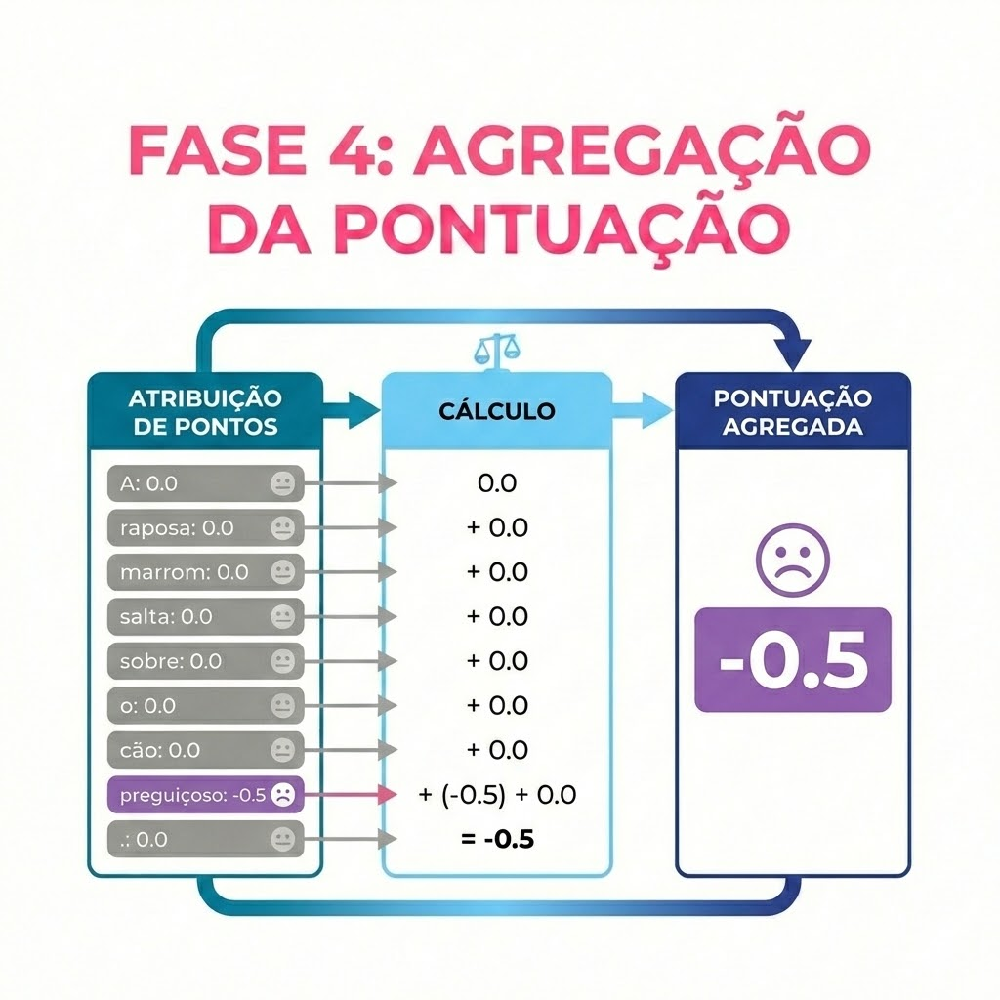 FASE 4: AGREGAÇÃO
DA PONTUAÇÃO
ATRIBUIÇÃO
DE PONTOS
A: 0.0
raposa: 0.0
marrom: 0.0
salta: 0.0
sobre: 0.0
o: 0.0
cão: 0.0
preguiçoso: -0.5
.: 0.0
CÁLCULO
0.0
+ 0.0
+ 0.0
+ 0.0
+ 0.0
+ 0.0
+ 0.0
+ (-0.5) + 0.0
= -0.5
PONTUAÇÃO
AGREGADA
-0.5